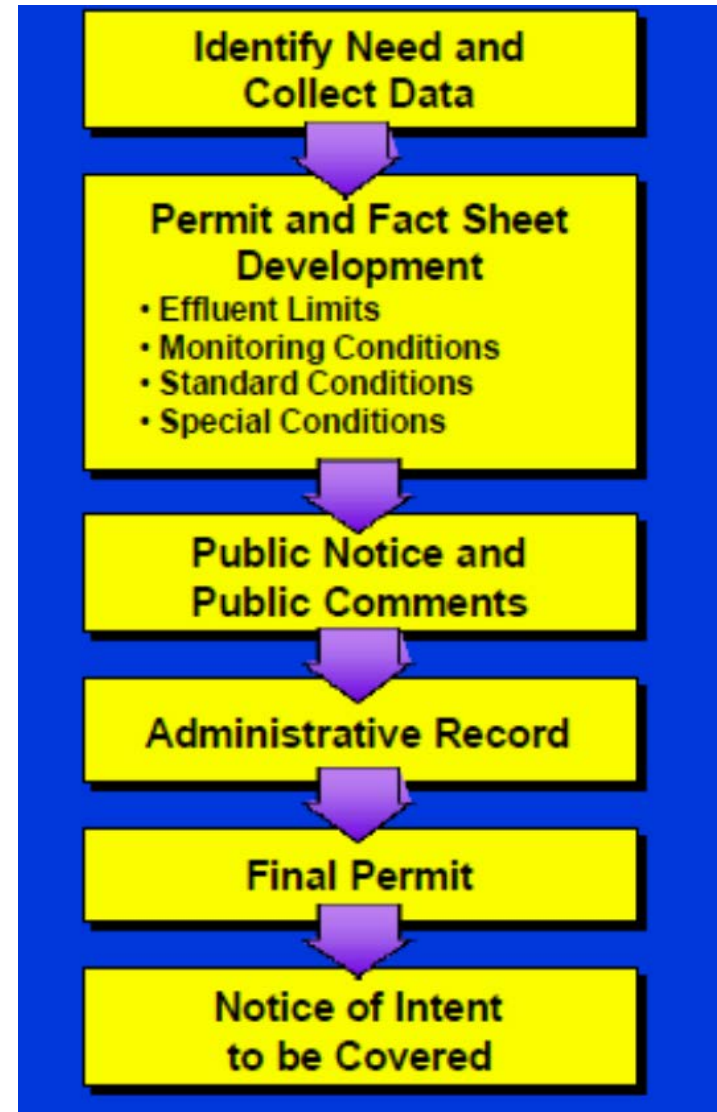 Identify Need and
Collect Data
Permit and Fact Sheet
Development
• Effluent Limits
• Monitoring Conditions
• Standard Conditions
• Special Conditions
Public Notice and
Public Comments
Administrative Record
Final Permit
Notice of Intent
to be Covered